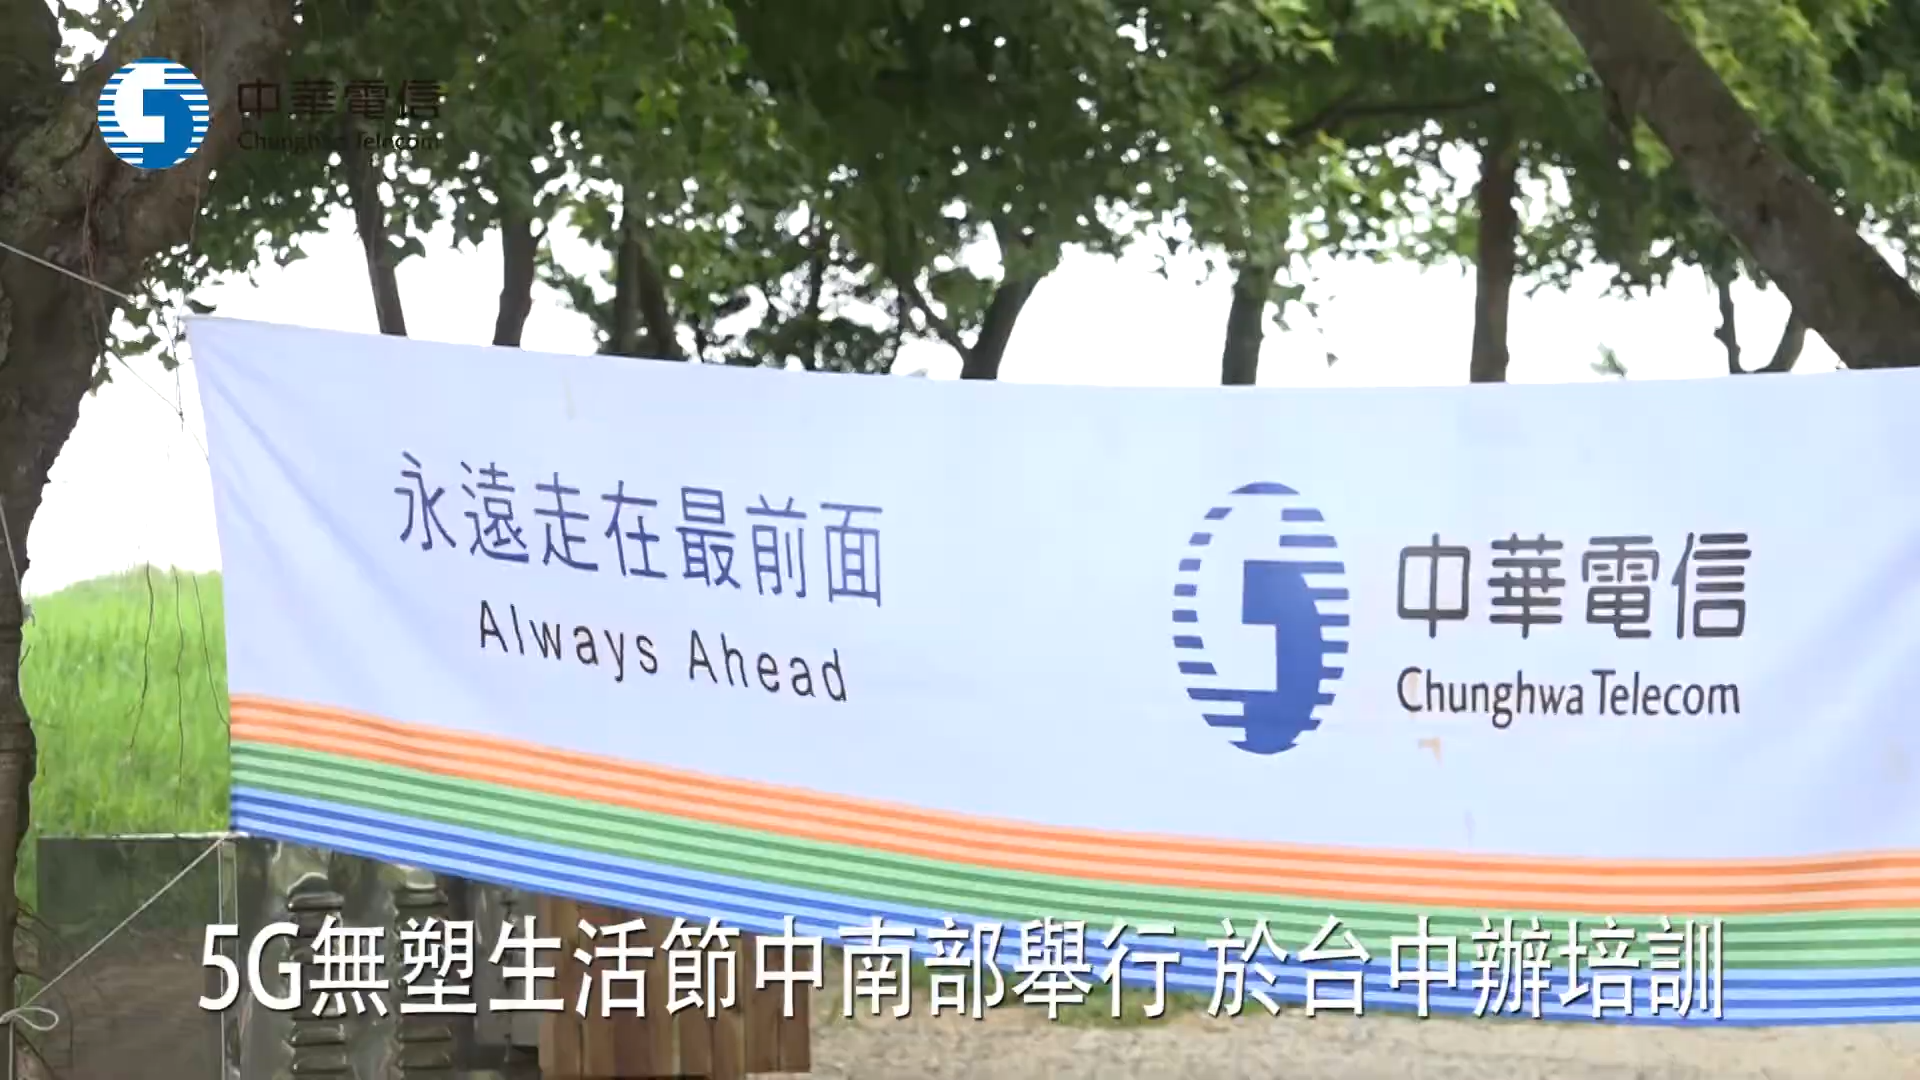 中華電信
Chunghwa Telecom
永遠走在最前面
Always Ahead
中華電信
Chunghwa Telecom
5G無塑生活節中南部舉行 於台中辦培訓